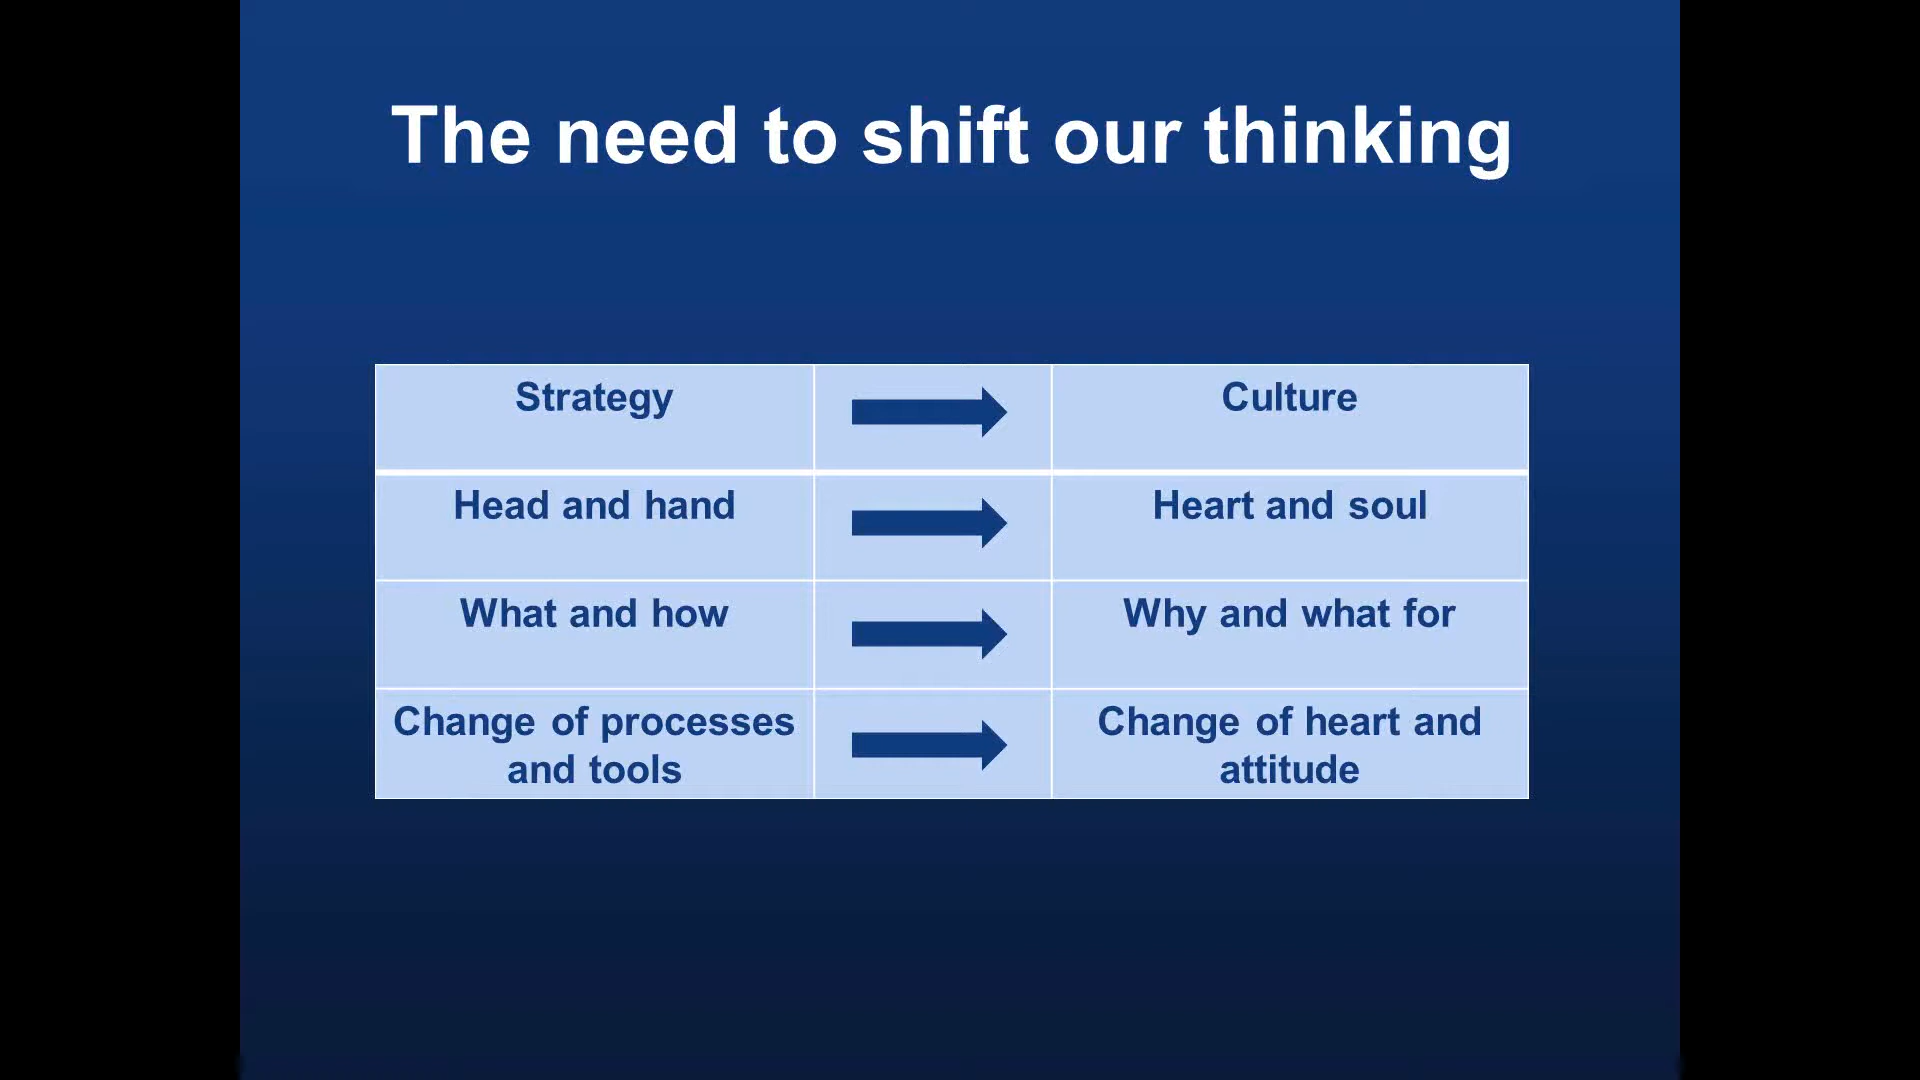 The need to shift our thinking
Strategy
Culture
Head and hand
Heart and soul
What and how
Why and what for
Change of processes
and tools
Change of heart and
attitude